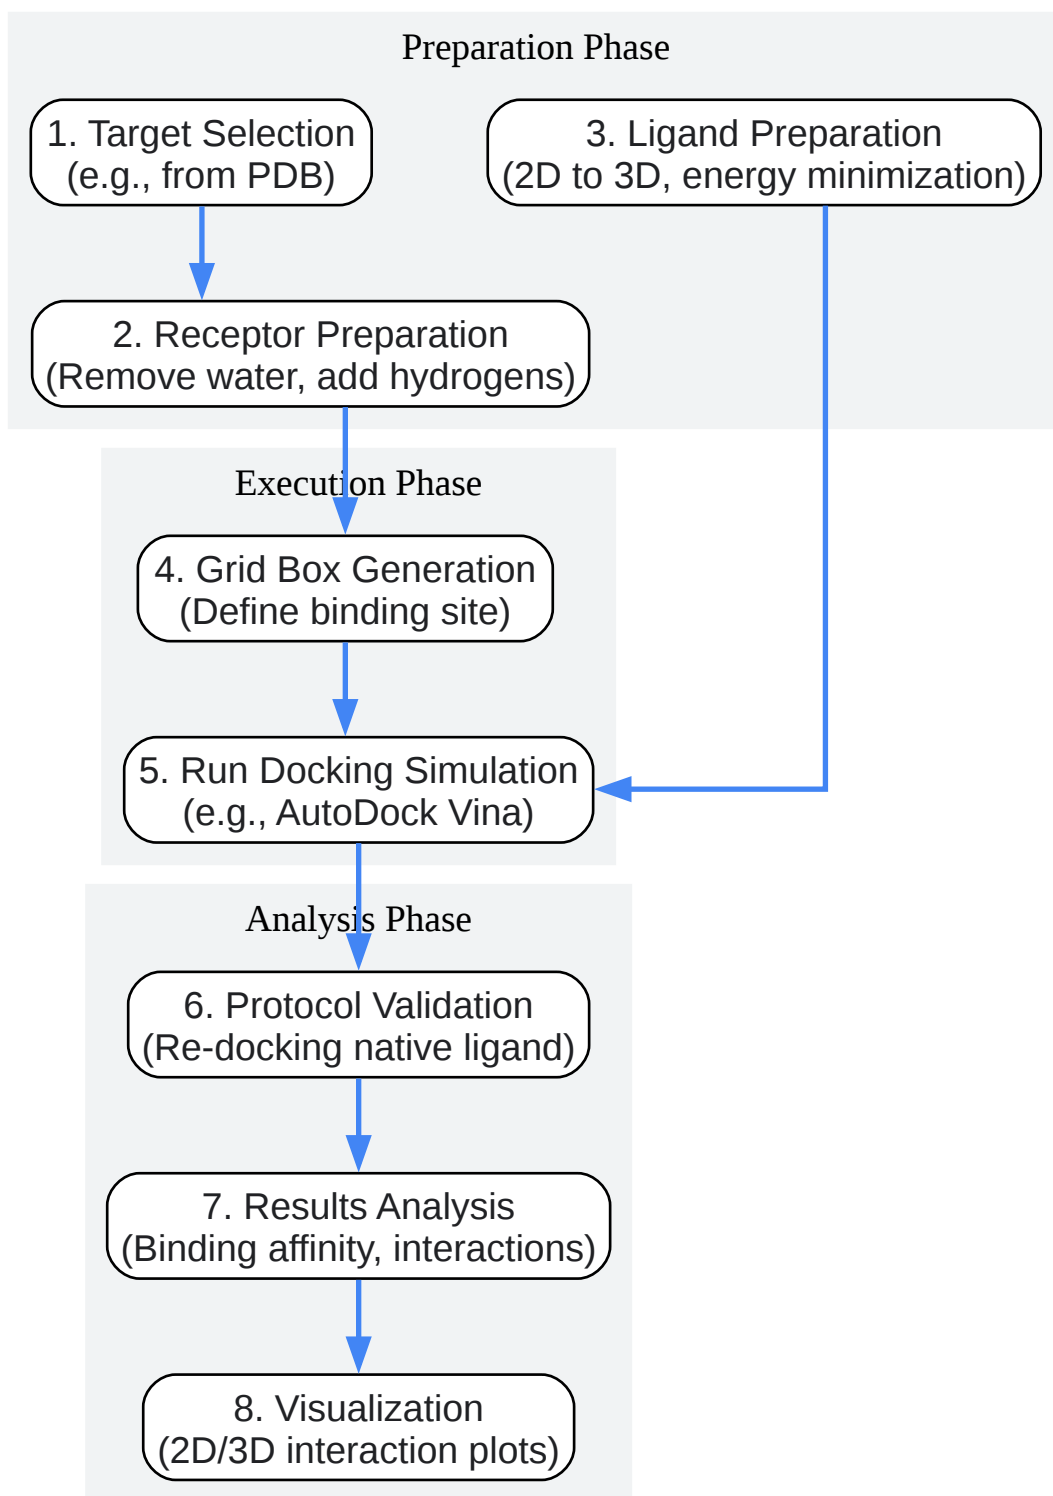 Preparation Phase
1. Target Selection
(e.g., from PDB)
3. Ligand Preparation
(2D to 3D, energy minimization)
2. Receptor Preparation
(Remove water, add hydrogens)
Execution Phase
4. Grid Box Generation
(Define binding site)
5. Run Docking Simulation
(e.g., AutoDock Vina)
Analysis Phase
6. Protocol Validation
(Re-docking native ligand)
7. Results Analysis
(Binding affinity, interactions)
8. Visualization
(2D/3D interaction plots)